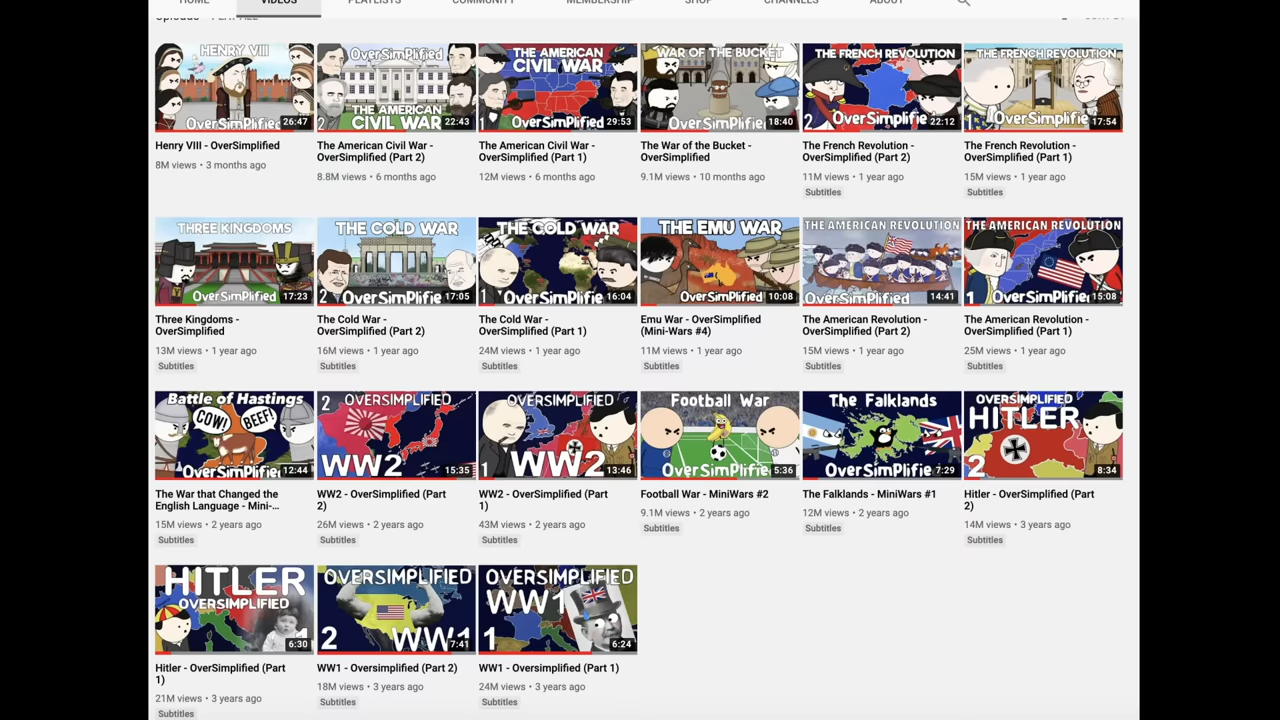 HOME VIDEOS PLAYLISTS COMMUNITY MEMBERSHIP SHOP CHANNELS ABOUT
Uploads PLAY ALL
HENRY VIII
OverSimplified
26:47
OverSimplified
THE AMERICAN
CIVIL WAR
2
22:43
THE AMERICAN
CIVIL WAR
1
OverSimplified
29:53
WAR OF THE BUCKET
OverSimplified
18:40
THE FRENCH REVOLUTION
2
OverSimplified
22:12
THE FRENCH REVOLUTION
1
OverSimplified
17:54
Henry VIII - OverSimplified
8M views • 3 months ago
The American Civil War -
OverSimplified (Part 2)
8.8M views • 6 months ago
The American Civil War -
OverSimplified (Part 1)
12M views • 6 months ago
The War of the Bucket -
OverSimplified
9.1M views • 10 months ago
The French Revolution -
OverSimplified (Part 2)
11M views • 1 year ago
Subtitles
The French Revolution -
OverSimplified (Part 1)
15M views • 1 year ago
Subtitles
THREE KINGDOMS
OverSimplified
17:23
THE COLD WAR
2
OverSimplifie
17:05
THE COLD WAR
1
OverSimplifie
16:04
THE EMU WAR
OverSimplified
10:08
THE AMERICAN REVOLUTION
OverSimplified
2
14:41
THE AMERICAN REVOLUTION
1
OverSimplifie
15:08
Three Kingdoms -
OverSimplified
13M views • 1 year ago
Subtitles
The Cold War -
OverSimplified (Part 2)
16M views • 1 year ago
Subtitles
The Cold War -
OverSimplified (Part 1)
24M views • 1 year ago
Subtitles
Emu War - OverSimplified
(Mini-Wars #4)
11M views • 1 year ago
Subtitles
The American Revolution -
OverSimplified (Part 2)
15M views • 1 year ago
Subtitles
The American Revolution -
OverSimplified (Part 1)
25M views • 1 year ago
Subtitles
Battle of Hastings
COW!
BEEF!
OverSimplified
12:44
2 OVERSIMPLIFIED
WW2
15:35
OVERSIMPLIFIED
1 WW2
13:46
Football War
OverSimplifie
5:36
The Falklands
OverSimplifie
7:29
OVERSIMPLIFIED
HITLER
2
8:34
The War that Changed the
English Language - Mini-...
15M views • 2 years ago
Subtitles
WW2 - OverSimplified (Part
2)
26M views • 2 years ago
Subtitles
WW2 - OverSimplified (Part
1)
43M views • 2 years ago
Subtitles
Football War - MiniWars #2
9.1M views • 2 years ago
Subtitles
The Falklands - MiniWars #1
12M views • 2 years ago
Subtitles
Hitler - OverSimplified (Part
2)
14M views • 3 years ago
Subtitles
HITLER
OVERSIMPLIFIED
1
6:30
OVERSIMPLIFIED
2 WW1
7:41
OVERSIMPLIFIED
WW1
1
6:24
Hitler - OverSimplified (Part
1)
21M views • 3 years ago
Subtitles
WW1 - Oversimplified (Part 2)
18M views • 3 years ago
Subtitles
WW1 - Oversimplified (Part 1)
24M views • 3 years ago
Subtitles